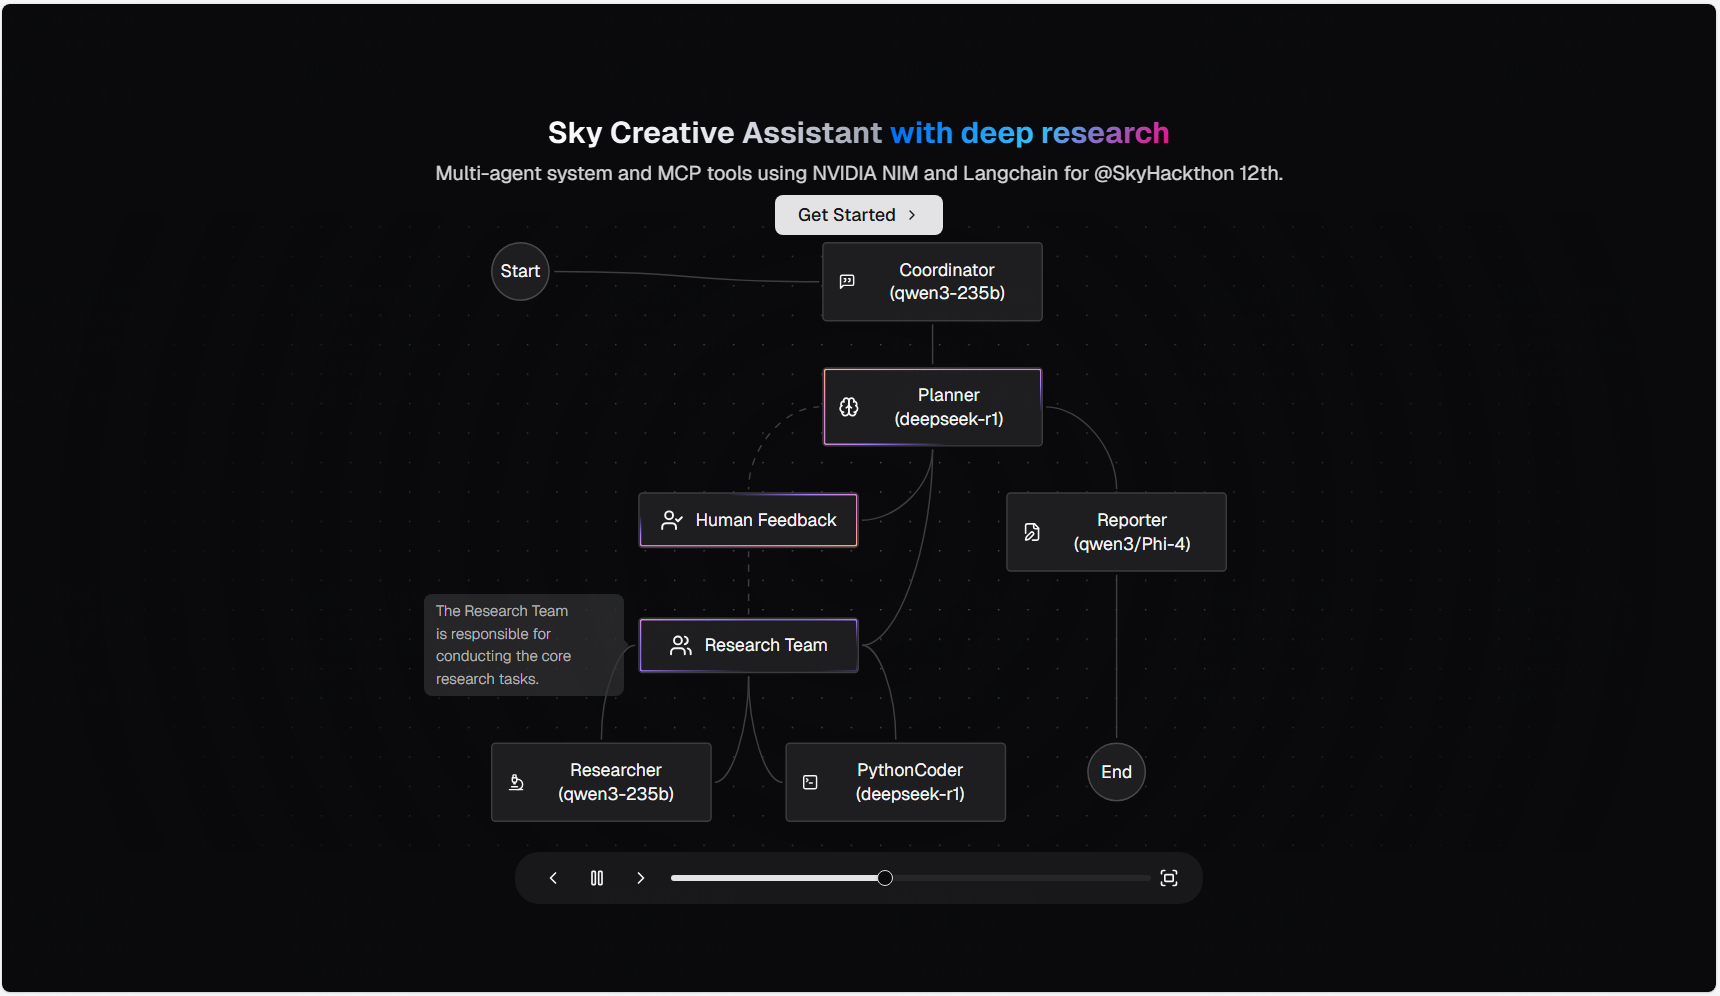 Sky Creative Assistant with deep research
Multi-agent system and MCP tools using NVIDIA NIM and Langchain for @SkyHackthon 12th.
Get Started
Start
Coordinator
(qwen3-235b)
Planner
(deepseek-r1)
Human Feedback
Reporter
(qwen3/Phi-4)
The Research Team
is responsible for
conducting the core
research tasks.
Research Team
Researcher
(qwen3-235b)
PythonCoder
(deepseek-r1)
End